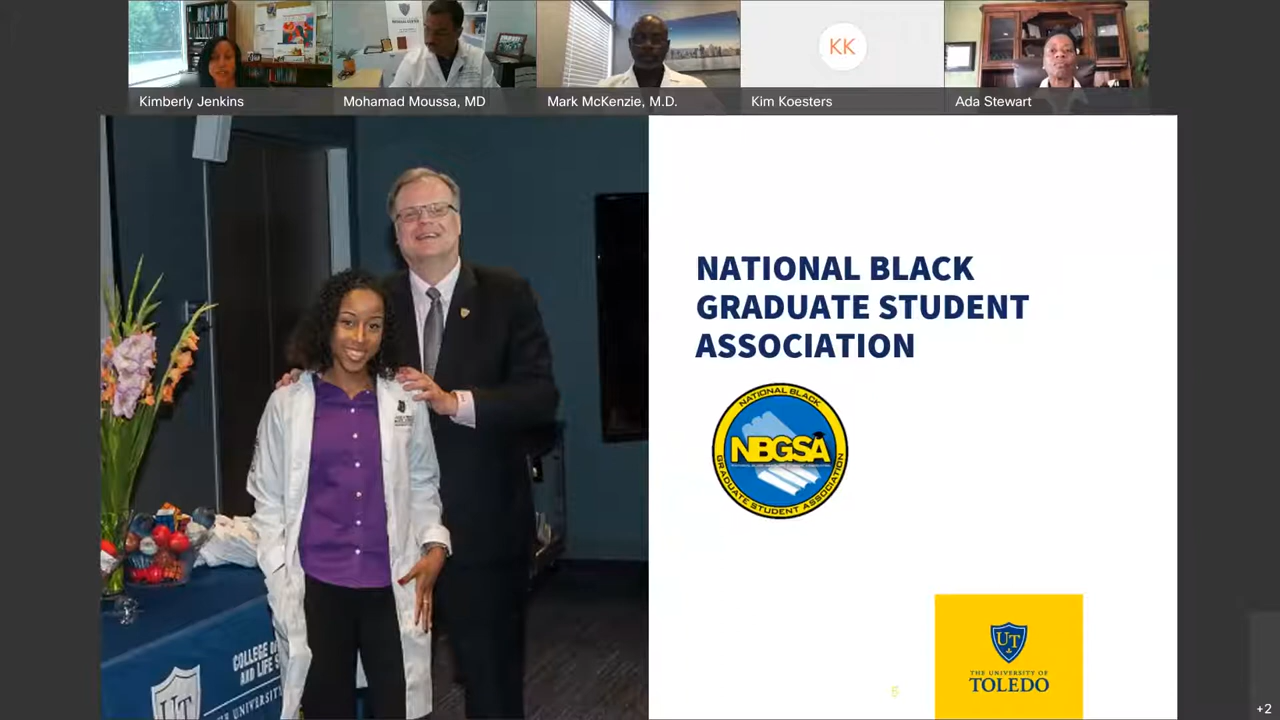 KK
Kimberly Jenkins
Mohamad Moussa, MD
Mark McKenzie, M.D.
Kim Koesters
Ada Stewart
NATIONAL BLACK
GRADUATE STUDENT
ASSOCIATION
NATIONAL BLACK
NBGSA
GRADUATE STUDENT ASSOCIATION
COLLEGE
AND LIFE
UT
THE UNIVERSITY
UT
THE UNIVERSITY OF
TOLEDO
+2